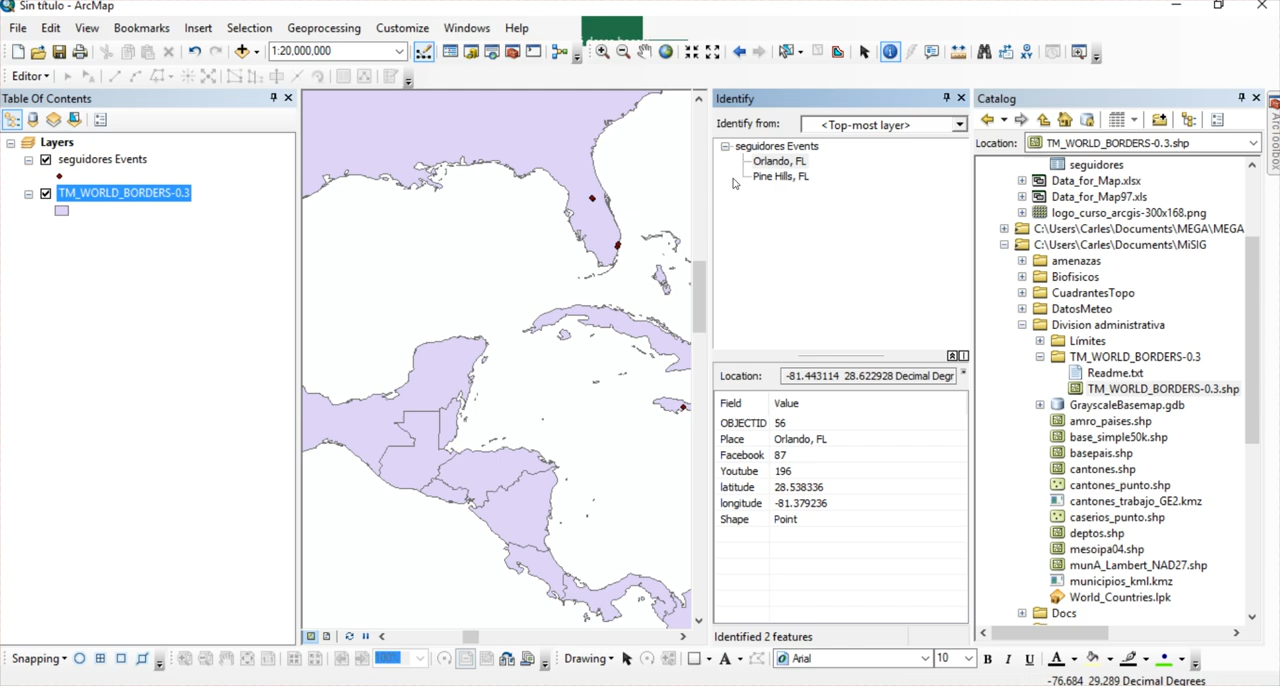 Sin título - ArcMap
File Edit View Bookmarks Insert Selection Geoprocessing Customize Windows Help
1:20,000,000
Editor
Table Of Contents
Layers
seguidores Events
TM_WORLD_BORDERS-0.3
Identify
Identify from: <Top-most layer>
seguidores Events
Orlando, FL
Pine Hills, FL
Location: -81.443114 28.622928 Decimal Degr
Field Value
OBJECTID 56
Place Orlando, FL
Facebook 87
Youtube 196
latitude 28.538336
longitude -81.379236
Shape Point
Identified 2 features
Catalog
Location: TM_WORLD_BORDERS-0.3.shp
seguidores
Data_for_Map.xlsx
Data_for_Map97.xls
logo_curso_arcgis-300x168.png
C:\Users\Carles\Documents\MEGA\MEGA
C:\Users\Carles\Documents\MiSIG
amenazas
Biofisicos
CuadrantesTopo
DatosMeteo
Division administrativa
Límites
TM_WORLD_BORDERS-0.3
Readme.txt
TM_WORLD_BORDERS-0.3.shp
GrayscaleBasemap.gdb
amro_paises.shp
base_simple50k.shp
basepais.shp
cantones.shp
cantones_punto.shp
cantones_trabajo_GE2.kmz
caserios_punto.shp
deptos.shp
mesoipa04.shp
munA_Lambert_NAD27.shp
municipios_kml.kmz
World_Countries.lpk
Docs
ArcToolbox
Snapping
Drawing
A
Arial
10
B I U A
-76.684 29.289 Decimal Degrees